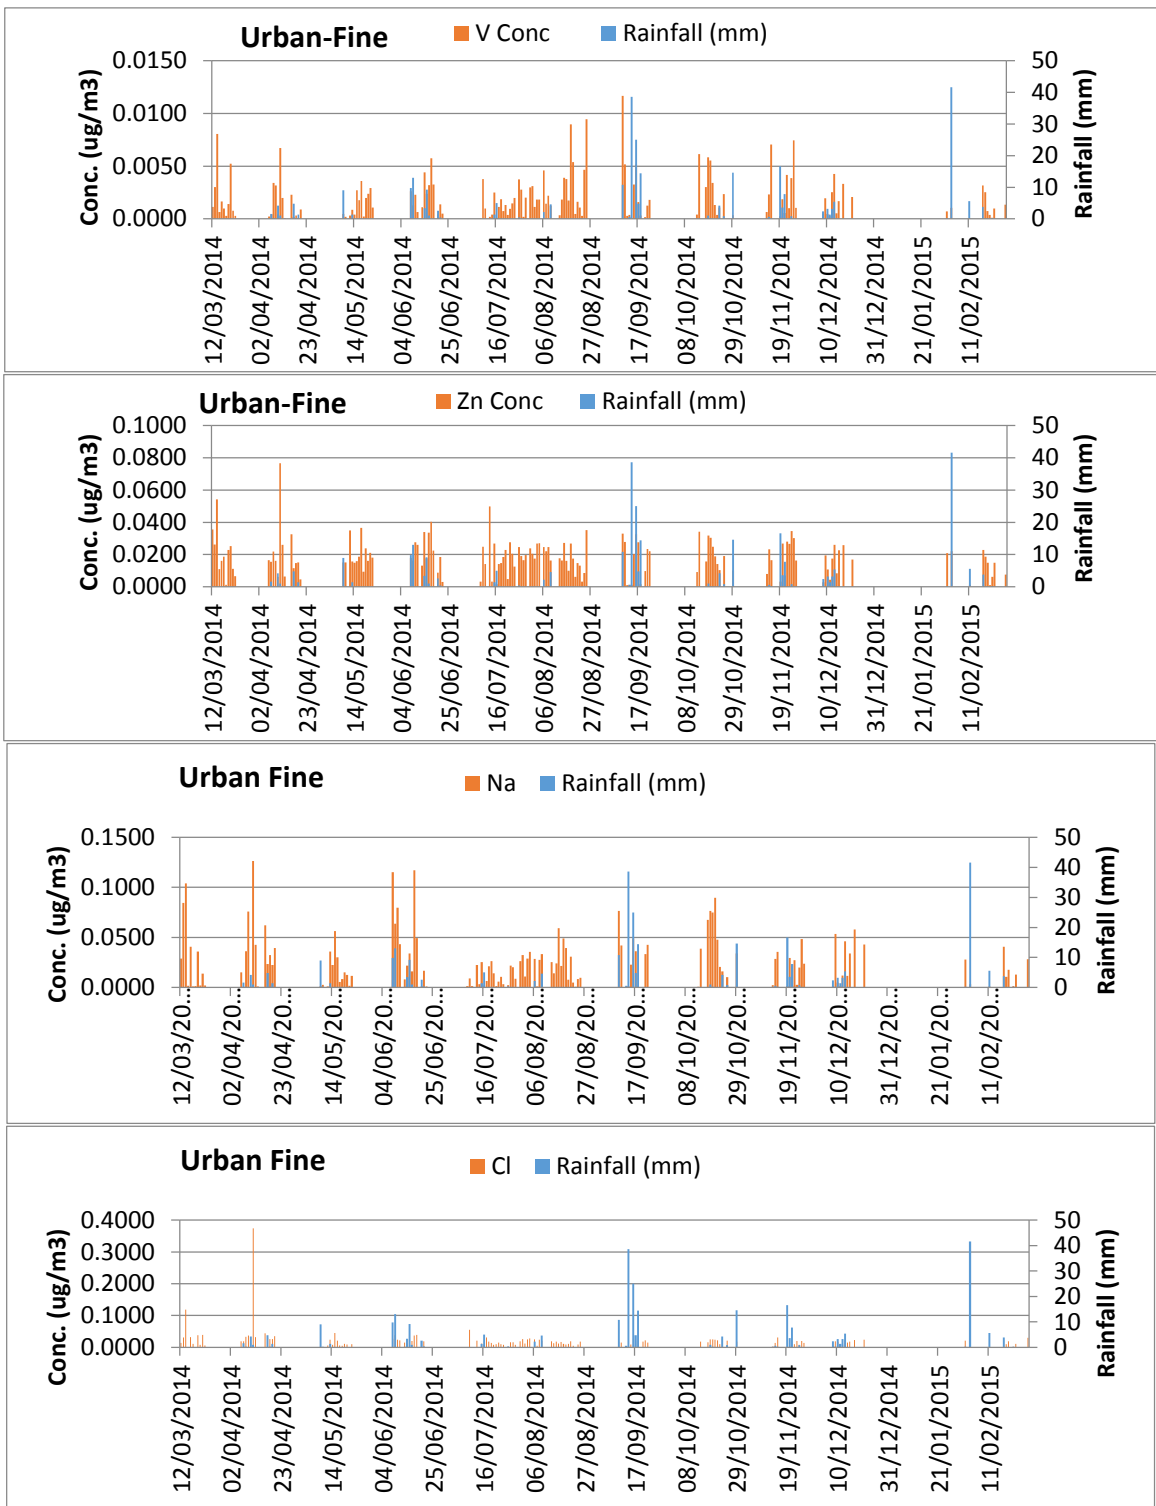 Urban-Fine
V Conc Rainfall (mm)
Conc. (ug/m3)
0.0150
0.0100
0.0050
0.0000
50
40
30
20
10
0
Rainfall (mm)
12/03/2014 02/04/2014 23/04/2014 14/05/2014 04/06/2014 25/06/2014 16/07/2014 06/08/2014 27/08/2014 17/09/2014 08/10/2014 29/10/2014 19/11/2014 10/12/2014 31/12/2014 21/01/2015 11/02/2015
Urban-Fine
Zn Conc Rainfall (mm)
Conc. (ug/m3)
0.1000
0.0800
0.0600
0.0400
0.0200
0.0000
50
40
30
20
10
0
Rainfall (mm)
12/03/2014 02/04/2014 23/04/2014 14/05/2014 04/06/2014 25/06/2014 16/07/2014 06/08/2014 27/08/2014 17/09/2014 08/10/2014 29/10/2014 19/11/2014 10/12/2014 31/12/2014 21/01/2015 11/02/2015
Urban Fine
Na Rainfall (mm)
Conc. (ug/m3)
0.1500
0.1000
0.0500
0.0000
50
40
30
20
10
0
Rainfall (mm)
12/03/20... 02/04/20... 23/04/20... 14/05/20... 04/06/20... 25/06/20... 16/07/20... 06/08/20... 27/08/20... 17/09/20... 08/10/20... 29/10/20... 19/11/20... 10/12/20... 31/12/20... 21/01/20... 11/02/20...
Urban Fine
Cl Rainfall (mm)
Conc. (ug/m3)
0.4000
0.3000
0.2000
0.1000
0.0000
50
40
30
20
10
0
Rainfall (mm)
12/03/2014 02/04/2014 23/04/2014 14/05/2014 04/06/2014 25/06/2014 16/07/2014 06/08/2014 27/08/2014 17/09/2014 08/10/2014 29/10/2014 19/11/2014 10/12/2014 31/12/2014 21/01/2015 11/02/2015